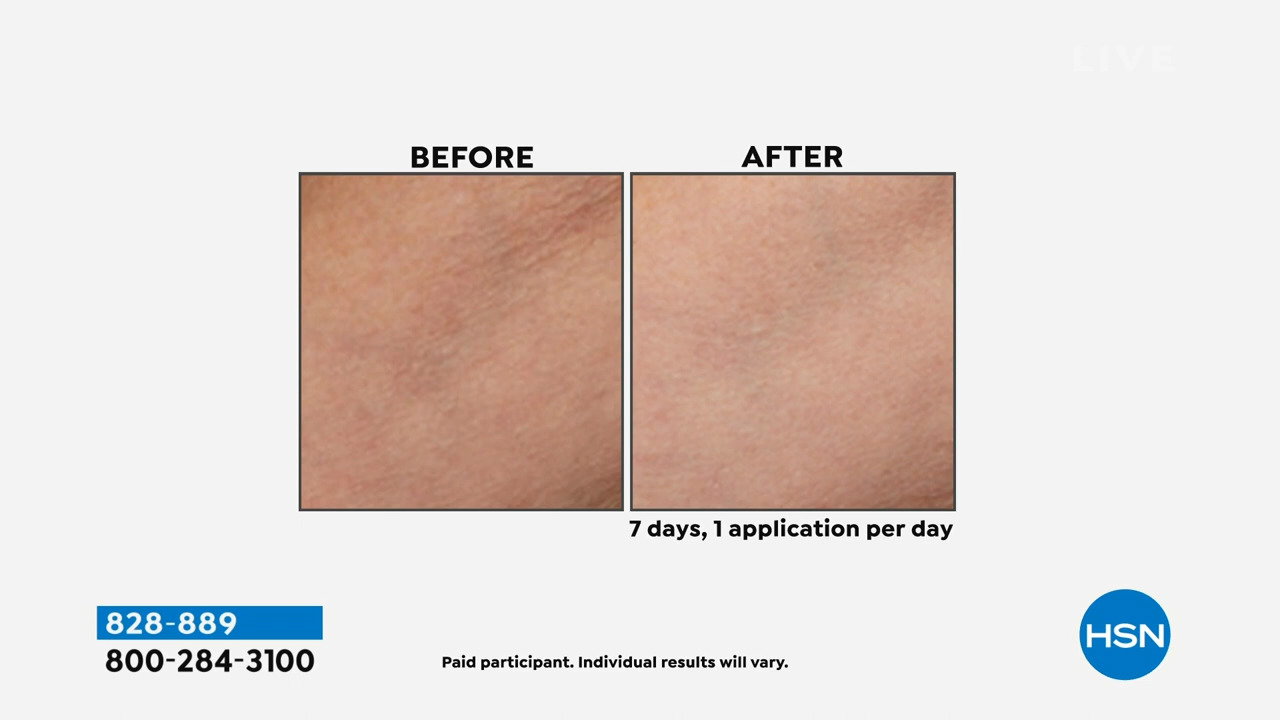 LIVE
BEFORE
AFTER
7 days, 1 application per day
828-889
800-284-3100
Paid participant. Individual results will vary.
HSN